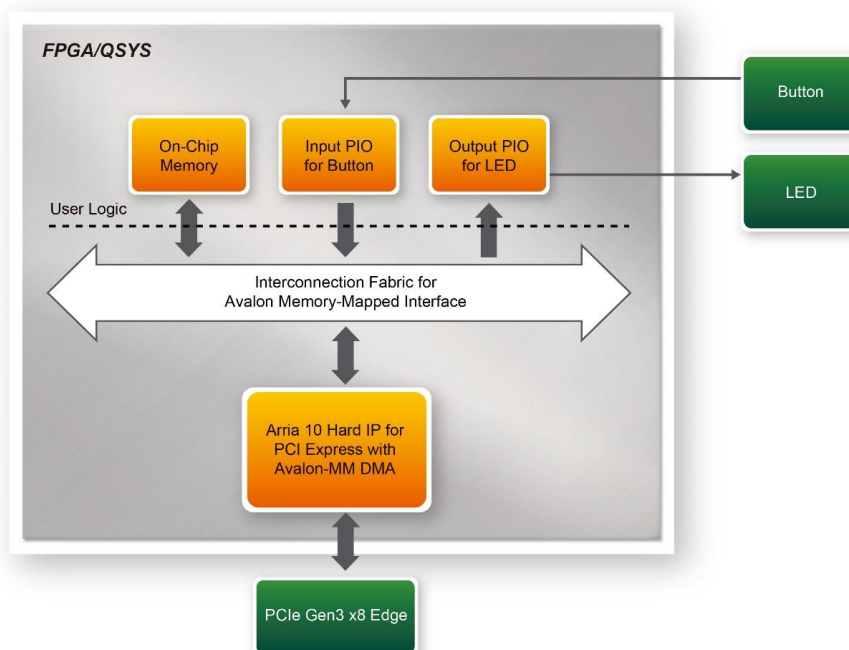 FPGA/QSYS
Button
On-Chip
Memory
Input PIO
for Button
Output PIO
for LED
LED
User Logic
Interconnection Fabric for
Avalon Memory-Mapped Interface
Arria 10 Hard IP for
PCI Express with
Avalon-MM DMA
PCIe Gen3 x8 Edge